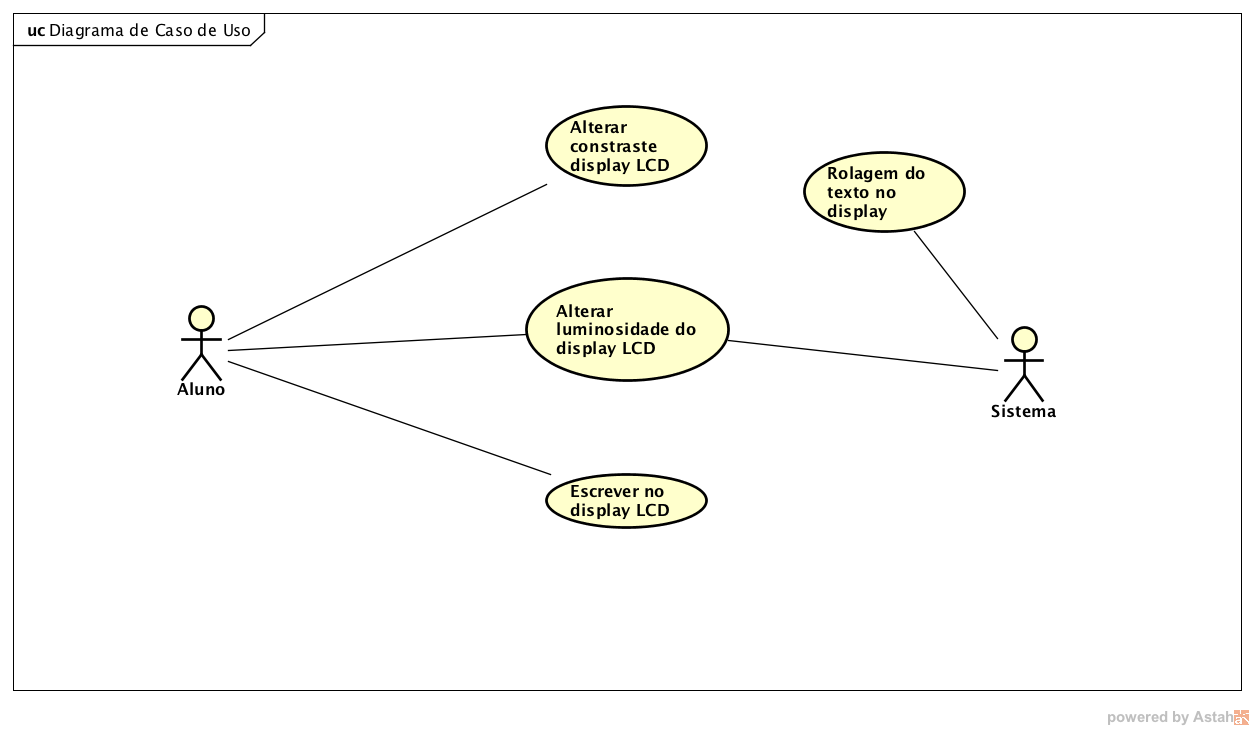 uc Diagrama de Caso de Uso
Alterar
constraste
display LCD
Rolagem do
texto no
display
Alterar
luminosidade do
display LCD
Aluno
Sistema
Escrever no
display LCD
powered by Astah